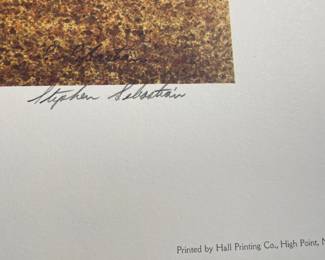 Stephen Sebastian
Printed by Hall Printing Co., High Point, N